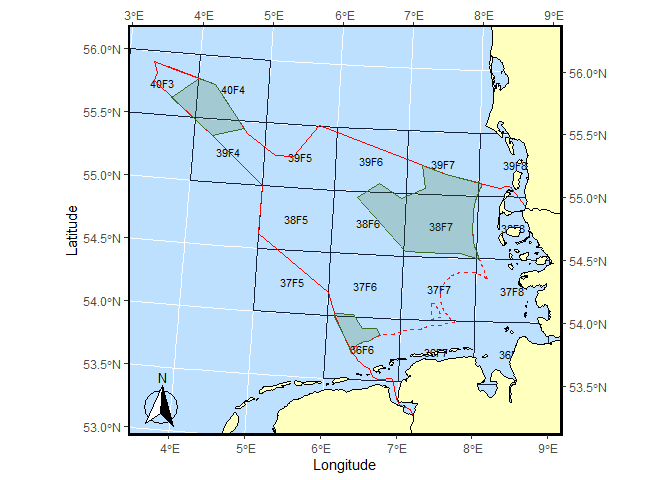 3°E 4°E 5°E 6°E 7°E 8°E 9°E
56.0°N
56.0°N
40F3
40F4
55.5°N
55.5°N
39F4
39F5
39F6
39F7
39F8
55.0°N
55.0°N
38F5
38F6
38F7
Latitude
54.5°N
54.5°N
37F5
37F6
37F7
37F8
54.0°N
54.0°N
36F6
36F7
53.5°N
53.5°N
N
53.0°N
4°E 5°E 6°E 7°E 8°E 9°E
Longitude